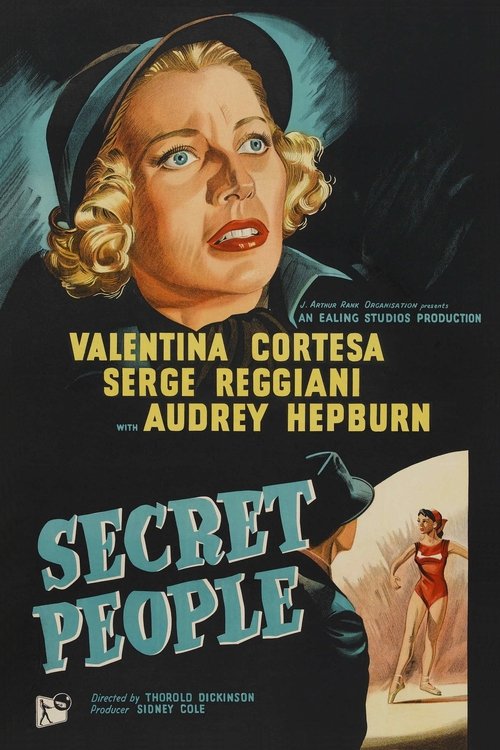 J. ARTHUR RANK ORGANISATION presents
AN EALING STUDIOS PRODUCTION
VALENTINA CORTESA
SERGE REGGIANI
WITH AUDREY HEPBURN
SECRET
PEOPLE
Directed by THOROLD DICKINSON
Producer SIDNEY COLE